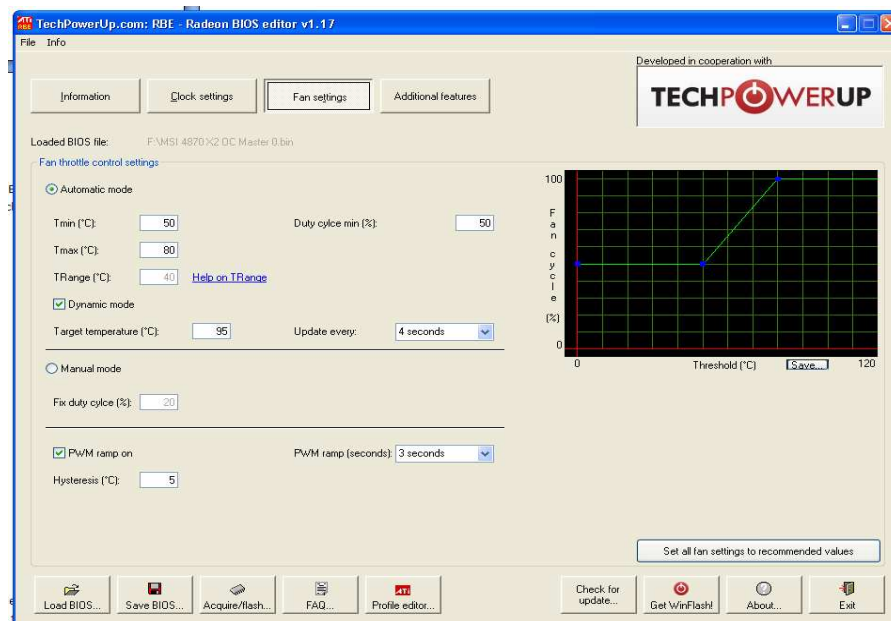 TechPowerUp.com: RBE - Radeon BIOS editor v1.17
File Info
Developed in cooperation with
Information Clock settings Fan settings Additional features
TECHPOWERUP
Loaded BIOS file: F:\MSI 4870 X2 OC Master 0.bin
Fan throttle control settings
Automatic mode
Tmin (°C): 50 Duty cylce min (%): 50
Tmax (°C): 80
TRange (°C): 40 Help on TRange
Dynamic mode
Target temperature (°C): 95 Update every: 4 seconds
Manual mode
Fix duty cylce (%): 20
PWM ramp on PWM ramp (seconds): 3 seconds
Hysteresis (°C): 5
100
Fan cycle (%)
0
0 Threshold (°C) Save... 120
Set all fan settings to recommended values
Load BIOS... Save BIOS... Acquire/flash... FAQ... Profile editor... Check for update... Get WinFlash! About... Exit